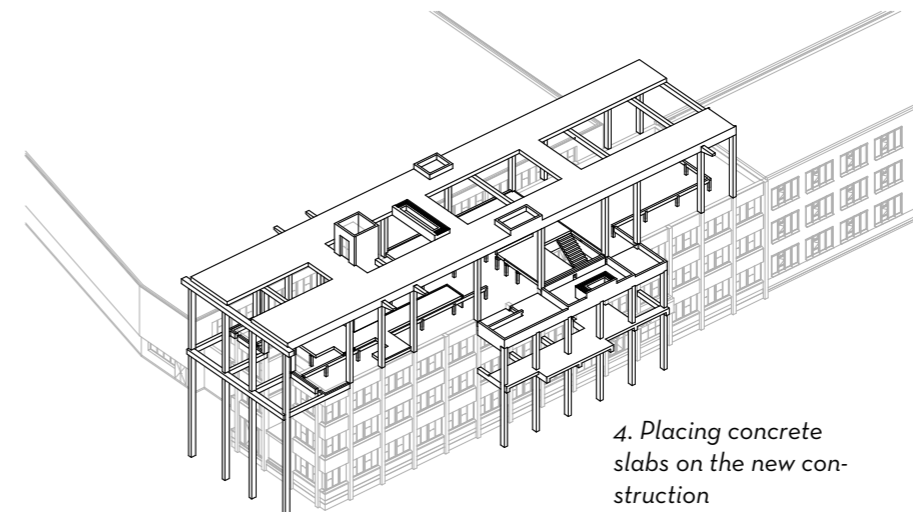 4. Placing concrete
slabs on the new con-
struction